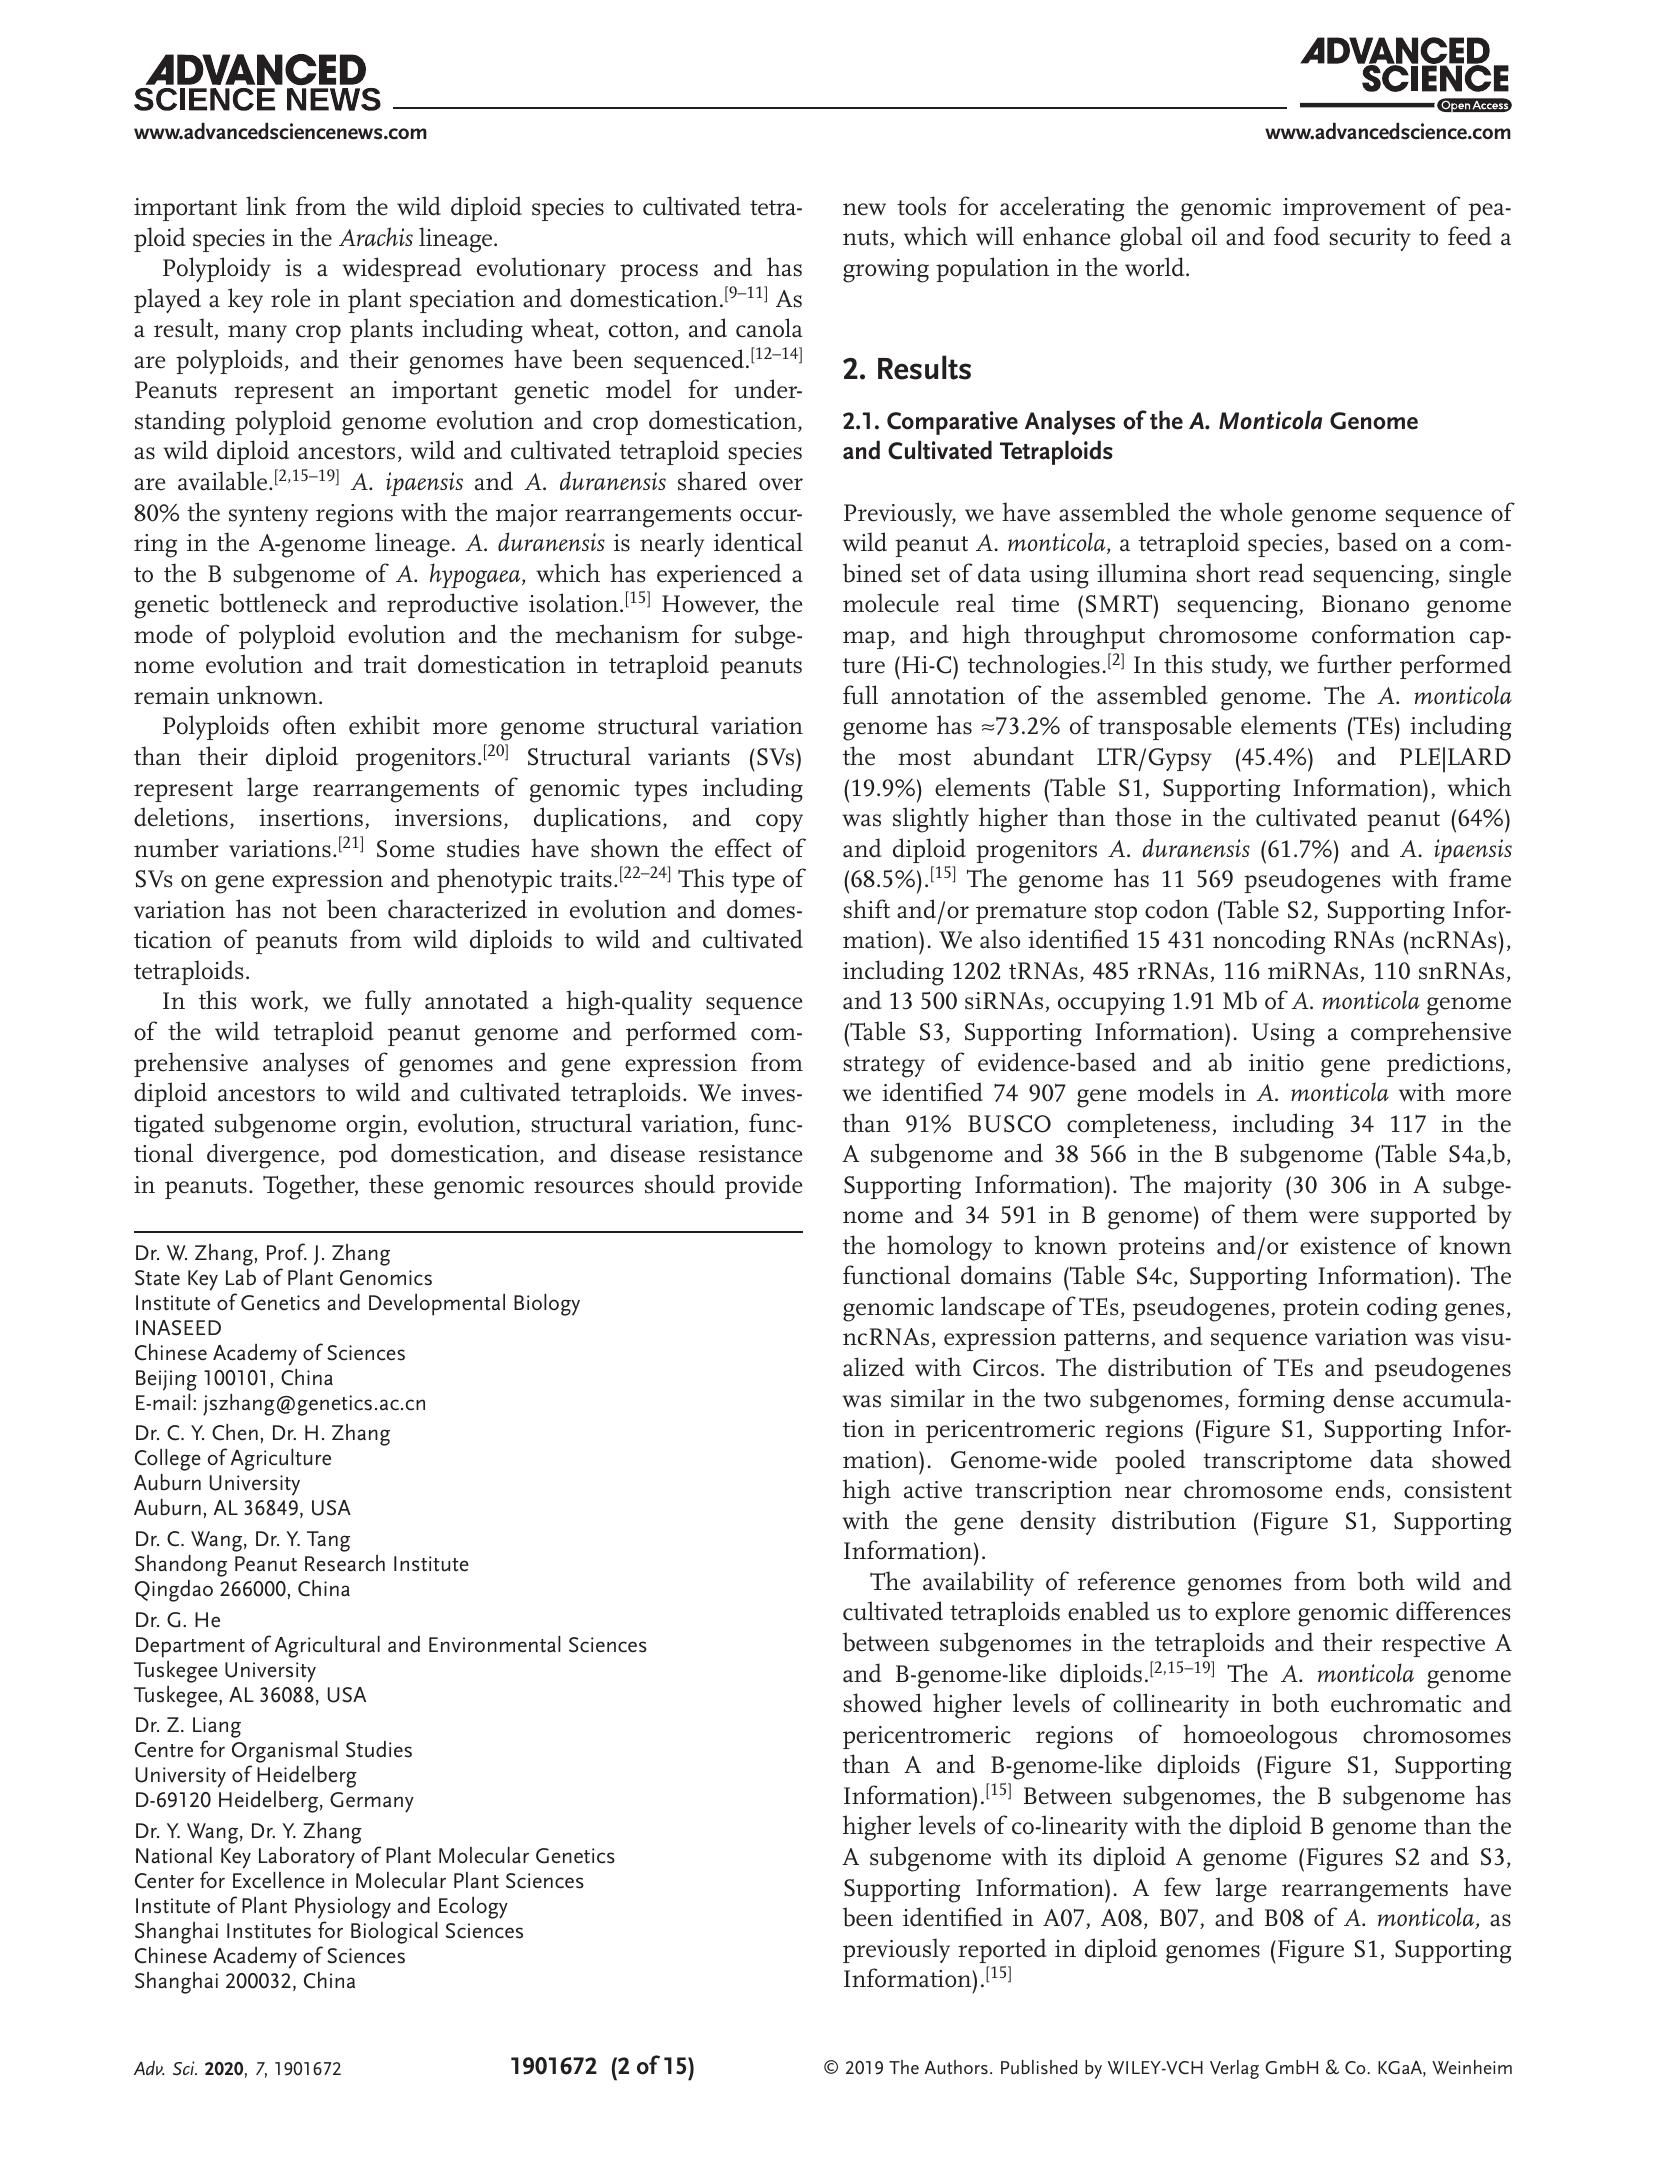 ADVANCED
SCIENCE NEWS
www.advancedsciencenews.com
ADVANCED
SCIENCE
Open Access
www.advancedscience.com
important link from the wild diploid species to cultivated tetra-
ploid species in the Arachis lineage.
Polyploidy is a widespread evolutionary process and has
played a key role in plant speciation and domestication.[9–11] As
a result, many crop plants including wheat, cotton, and canola
are polyploids, and their genomes have been sequenced.[12–14]
Peanuts represent an important genetic model for under-
standing polyploid genome evolution and crop domestication,
as wild diploid ancestors, wild and cultivated tetraploid species
are available.[2,15–19] A. ipaensis and A. duranensis shared over
80% the synteny regions with the major rearrangements occur-
ring in the A-genome lineage. A. duranensis is nearly identical
to the B subgenome of A. hypogaea, which has experienced a
genetic bottleneck and reproductive isolation.[15] However, the
mode of polyploid evolution and the mechanism for subge-
nome evolution and trait domestication in tetraploid peanuts
remain unknown.
Polyploids often exhibit more genome structural variation
than their diploid progenitors.[20] Structural variants (SVs)
represent large rearrangements of genomic types including
deletions, insertions, inversions, duplications, and copy
number variations.[21] Some studies have shown the effect of
SVs on gene expression and phenotypic traits.[22–24] This type of
variation has not been characterized in evolution and domes-
tication of peanuts from wild diploids to wild and cultivated
tetraploids.
In this work, we fully annotated a high-quality sequence
of the wild tetraploid peanut genome and performed com-
prehensive analyses of genomes and gene expression from
diploid ancestors to wild and cultivated tetraploids. We inves-
tigated subgenome orgin, evolution, structural variation, func-
tional divergence, pod domestication, and disease resistance
in peanuts. Together, these genomic resources should provide
Dr. W. Zhang, Prof. J. Zhang
State Key Lab of Plant Genomics
Institute of Genetics and Developmental Biology
INASEED
Chinese Academy of Sciences
Beijing 100101, China
E-mail: jszhang@genetics.ac.cn
Dr. C. Y. Chen, Dr. H. Zhang
College of Agriculture
Auburn University
Auburn, AL 36849, USA
Dr. C. Wang, Dr. Y. Tang
Shandong Peanut Research Institute
Qingdao 266000, China
Dr. G. He
Department of Agricultural and Environmental Sciences
Tuskegee University
Tuskegee, AL 36088, USA
Dr. Z. Liang
Centre for Organismal Studies
University of Heidelberg
D-69120 Heidelberg, Germany
Dr. Y. Wang, Dr. Y. Zhang
National Key Laboratory of Plant Molecular Genetics
Center for Excellence in Molecular Plant Sciences
Institute of Plant Physiology and Ecology
Shanghai Institutes for Biological Sciences
Chinese Academy of Sciences
Shanghai 200032, China
new tools for accelerating the genomic improvement of pea-
nuts, which will enhance global oil and food security to feed a
growing population in the world.
2. Results
2.1. Comparative Analyses of the A. Monticola Genome
and Cultivated Tetraploids
Previously, we have assembled the whole genome sequence of
wild peanut A. monticola, a tetraploid species, based on a com-
bined set of data using illumina short read sequencing, single
molecule real time (SMRT) sequencing, Bionano genome
map, and high throughput chromosome conformation cap-
ture (Hi-C) technologies.[2] In this study, we further performed
full annotation of the assembled genome. The A. monticola
genome has ≈73.2% of transposable elements (TEs) including
the most abundant LTR/Gypsy (45.4%) and PLE|LARD
(19.9%) elements (Table S1, Supporting Information), which
was slightly higher than those in the cultivated peanut (64%)
and diploid progenitors A. duranensis (61.7%) and A. ipaensis
(68.5%).[15] The genome has 11 569 pseudogenes with frame
shift and/or premature stop codon (Table S2, Supporting Infor-
mation). We also identified 15 431 noncoding RNAs (ncRNAs),
including 1202 tRNAs, 485 rRNAs, 116 miRNAs, 110 snRNAs,
and 13 500 siRNAs, occupying 1.91 Mb of A. monticola genome
(Table S3, Supporting Information). Using a comprehensive
strategy of evidence-based and ab initio gene predictions,
we identified 74 907 gene models in A. monticola with more
than 91% BUSCO completeness, including 34 117 in the
A subgenome and 38 566 in the B subgenome (Table S4a,b,
Supporting Information). The majority (30 306 in A subge-
nome and 34 591 in B genome) of them were supported by
the homology to known proteins and/or existence of known
functional domains (Table S4c, Supporting Information). The
genomic landscape of TEs, pseudogenes, protein coding genes,
ncRNAs, expression patterns, and sequence variation was visu-
alized with Circos. The distribution of TEs and pseudogenes
was similar in the two subgenomes, forming dense accumula-
tion in pericentromeric regions (Figure S1, Supporting Infor-
mation). Genome-wide pooled transcriptome data showed
high active transcription near chromosome ends, consistent
with the gene density distribution (Figure S1, Supporting
Information).
The availability of reference genomes from both wild and
cultivated tetraploids enabled us to explore genomic differences
between subgenomes in the tetraploids and their respective A
and B-genome-like diploids.[2,15–19] The A. monticola genome
showed higher levels of collinearity in both euchromatic and
pericentromeric regions of homoeologous chromosomes
than A and B-genome-like diploids (Figure S1, Supporting
Information).[15] Between subgenomes, the B subgenome has
higher levels of co-linearity with the diploid B genome than the
A subgenome with its diploid A genome (Figures S2 and S3,
Supporting Information). A few large rearrangements have
been identified in A07, A08, B07, and B08 of A. monticola, as
previously reported in diploid genomes (Figure S1, Supporting
Information).[15]
Adv. Sci. 2020, 7, 1901672
1901672 (2 of 15)
© 2019 The Authors. Published by WILEY-VCH Verlag GmbH & Co. KGaA, Weinheim